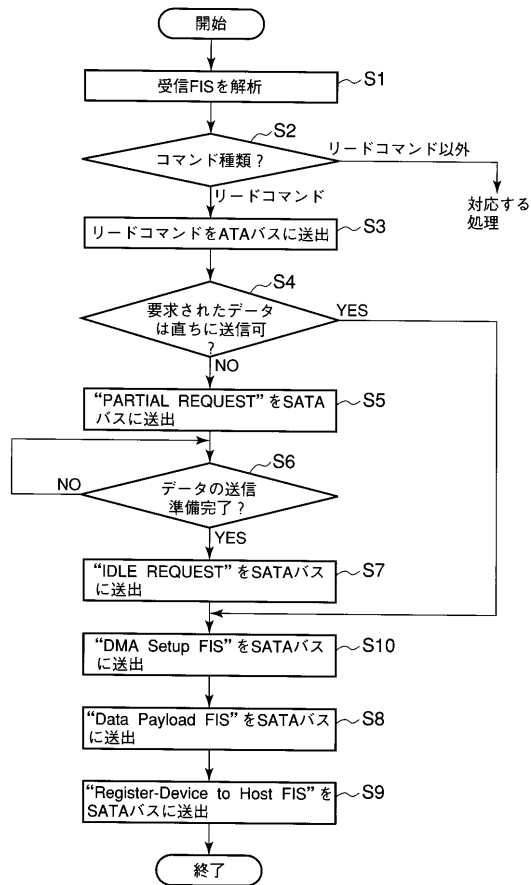 開始
受信FISを解析
S1
コマンド種類？
S2
リードコマンド以外
対応する
処理
リードコマンド
リードコマンドをATAバスに送出
S3
要求されたデータ
は直ちに送信可
？
S4
YES
NO
“PARTIAL REQUEST”をSATA
バスに送出
S5
データの送信
準備完了？
S6
NO
YES
“IDLE REQUEST”をSATAバス
に送出
S7
“DMA Setup FIS”をSATAバス
に送出
S10
“Data Payload FIS”をSATAバス
に送出
S8
“Register-Device to Host FIS”を
SATAバスに送出
S9
終了